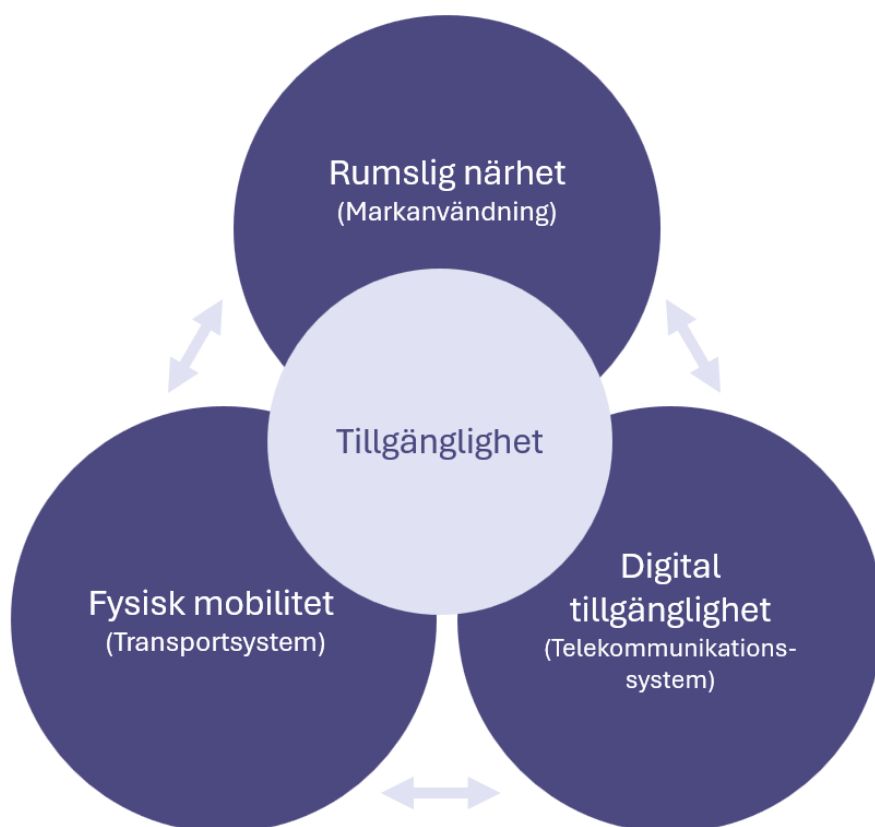 Rumslig närhet
(Markanvändning)
Tillgänglighet
Fysisk mobilitet
(Transportsystem)
Digital
tillgänglighet
(Telekommunikations-
system)